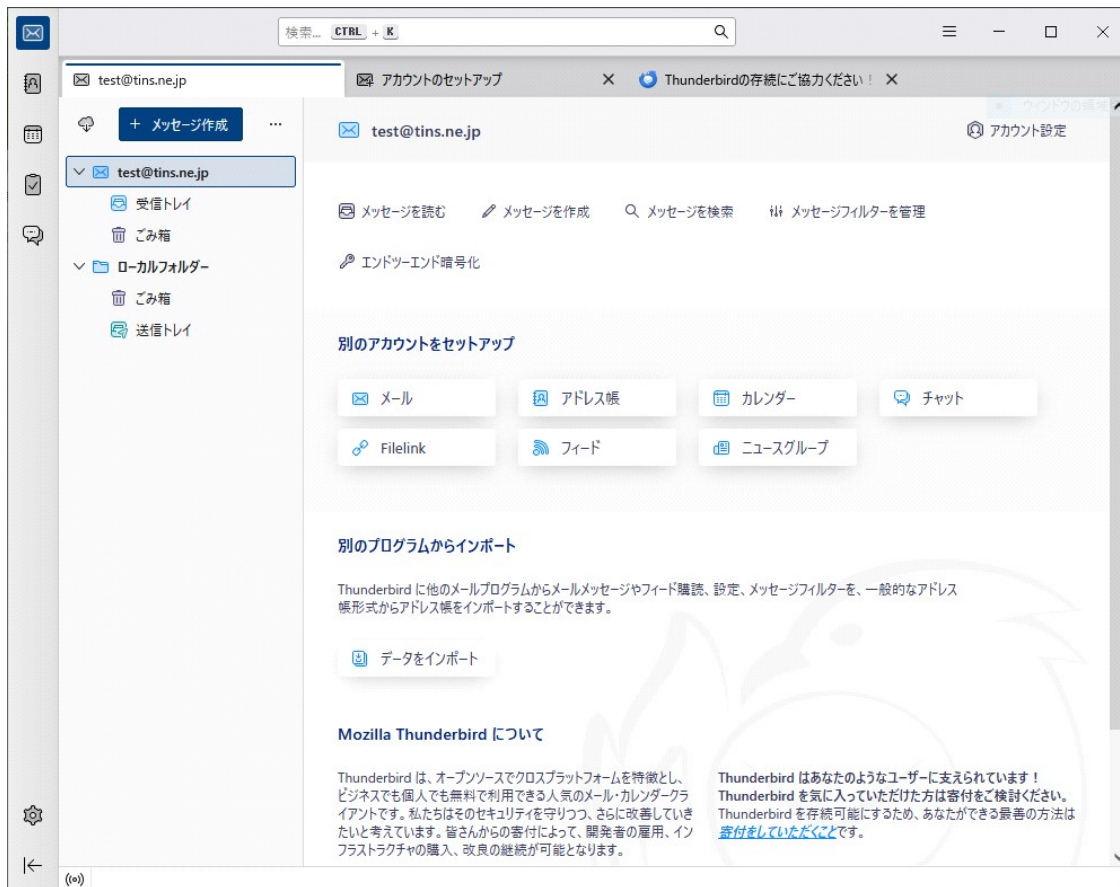 検索... CTRL + K
test@tins.ne.jp
アカウントのセットアップ
Thunderbirdの存続にご協力ください！
+ メッセージ作成
test@tins.ne.jp
受信トレイ
ごみ箱
ローカルフォルダー
ごみ箱
送信トレイ
test@tins.ne.jp
アカウント設定
メッセージを読む
メッセージを作成
メッセージを検索
メッセージフィルターを管理
エンドツーエンド暗号化
別のアカウントをセットアップ
メール
アドレス帳
カレンダー
チャット
Filelink
フィード
ニュースグループ
別のプログラムからインポート
Thunderbird に他のメールプログラムからメールメッセージやフィード購読、設定、メッセージフィルターを、一般的なアドレス
帳形式からアドレス帳をインポートすることができます。
データをインポート
Mozilla Thunderbird について
Thunderbird は、オープンソースでクロスプラットフォームを特徴とし、
ビジネスでも個人でも無料で利用できる人気のメール・カレンダークラ
イアントです。私たちはそのセキュリティを守りつつ、さらに改善していき
たいと考えています。皆さんからの寄付によって、開発者の雇用、イン
フラストラクチャの購入、改良の継続が可能となります。
Thunderbird はあなたのようなユーザーに支えられています！
Thunderbird を気に入っていただけた方は寄付をご検討ください。
Thunderbird を存続可能にするため、あなたができる最善の方法は
寄付をしていただくことです。